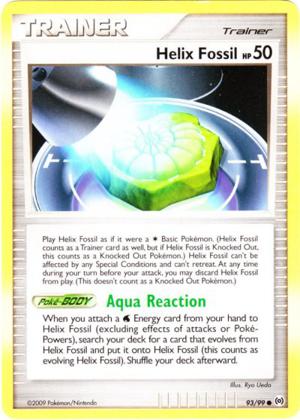 TRAINER
Trainer
Helix Fossil HP 50
Play Helix Fossil as if it were a Basic Pokémon. (Helix Fossil
counts as a Trainer card as well, but if Helix Fossil is Knocked Out,
this counts as a Knocked Out Pokémon.) Helix Fossil can't be
affected by any Special Conditions and can't retreat. At any time
during your turn before your attack, you may discard Helix Fossil
from play. (This doesn't count as a Knocked Out Pokémon.)
Poké-BODY Aqua Reaction
When you attach a Energy card from your hand to
Helix Fossil (excluding effects of attacks or Poké-
Powers), search your deck for a card that evolves from
Helix Fossil and put it onto Helix Fossil (this counts as
evolving Helix Fossil). Shuffle your deck afterward.
Illus. Ryo Ueda
©2009 Pokémon/Nintendo
93/99